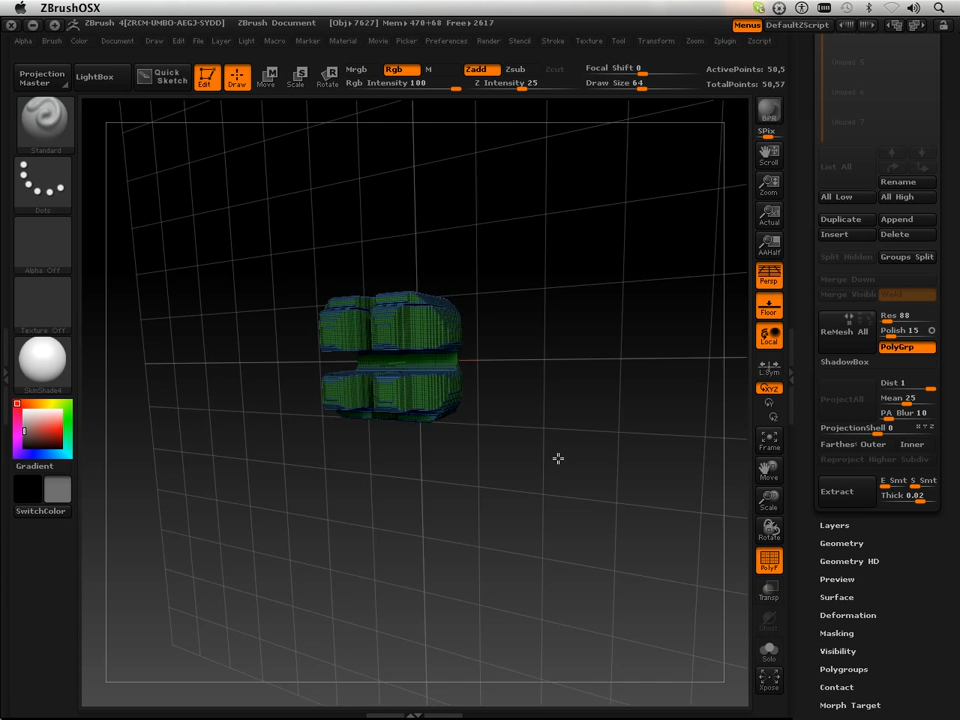 ZBrushOSX
ZBrush 4[ZRCM-UMBO-AEGJ-SYDD] ZBrush Document [Obj▸7627] Mem▸470+68 Free▸2617 Menus DefaultZScript
Alpha Brush Color Document Draw Edit File Layer Light Macro Marker Material Movie Picker Preferences Render Stencil Stroke Texture Tool Transform Zoom Zplugin Zscript
Projection Master
LightBox
Quick Sketch
Edit Draw Move Scale Rotate
Mrgb Rgb M
Rgb Intensity 100
Zadd Zsub Zcut
Z Intensity 25
Focal Shift 0
Draw Size 64
ActivePoints: 50,5
TotalPoints: 50,57
Standard
Dots
Alpha Off
Texture Off
SkinShade4
Gradient
SwitchColor
BPR
SPix
Scroll
Zoom
Actual
AAHalf
Persp
Floor
Local
L.Sym
XYZ
Frame
Move
Scale
Rotate
PolyF
Transp
Solo
Xpose
Unused 5
Unused 6
Unused 7
List All
Rename
All Low All High
Duplicate Append
Insert Delete
Split Hidden Groups Split
Merge Down
Merge Visible Weld
ReMesh All
Res 88
Polish 15
PolyGrp
ShadowBox
ProjectAll
Dist 1
Mean 25
PA Blur 10
ProjectionShell 0
Farthes Outer Inner
Reproject Higher Subdiv
Extract
E Smt S Smt
Thick 0.02
Layers
Geometry
Geometry HD
Preview
Surface
Deformation
Masking
Visibility
Polygroups
Contact
Morph Target